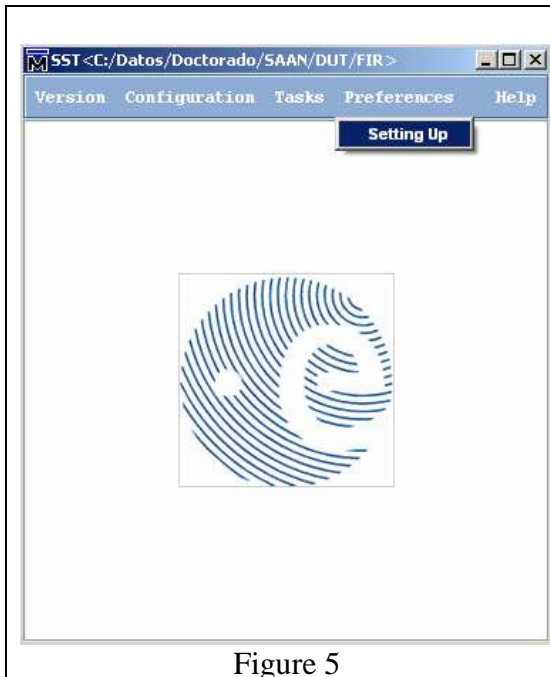 SST<C:/Datos/Doctorado/SAAN/DUT/FIR>
Version Configuration Tasks Preferences Help
Setting Up
Figure 5